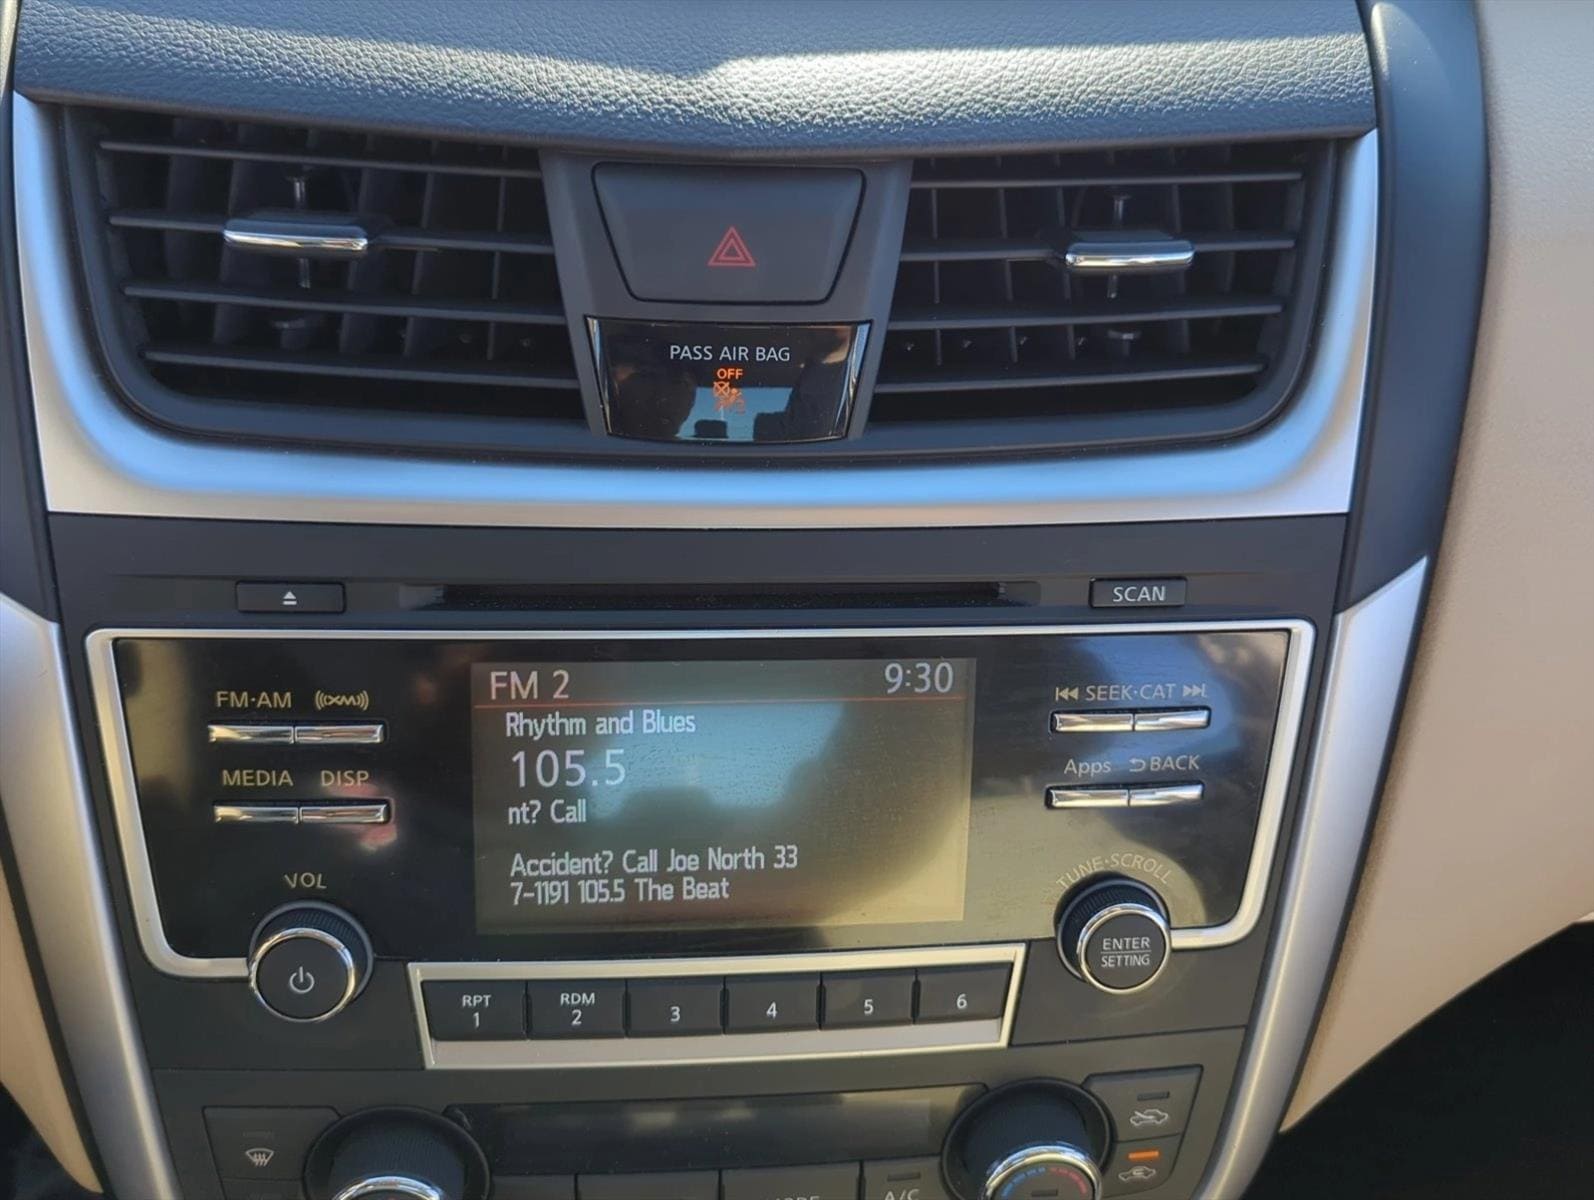 PASS AIR BAG
OFF
SCAN
FM·AM XM
FM 2 9:30
SEEK·CAT
Rhythm and Blues
105.5
nt? Call
Accident? Call Joe North 33
7-1191 105.5 The Beat
MEDIA DISP
Apps BACK
VOL
TUNE·SCROLL
ENTER
SETTING
RPT
1
RDM
2
3
4
5
6
MODE
A/C